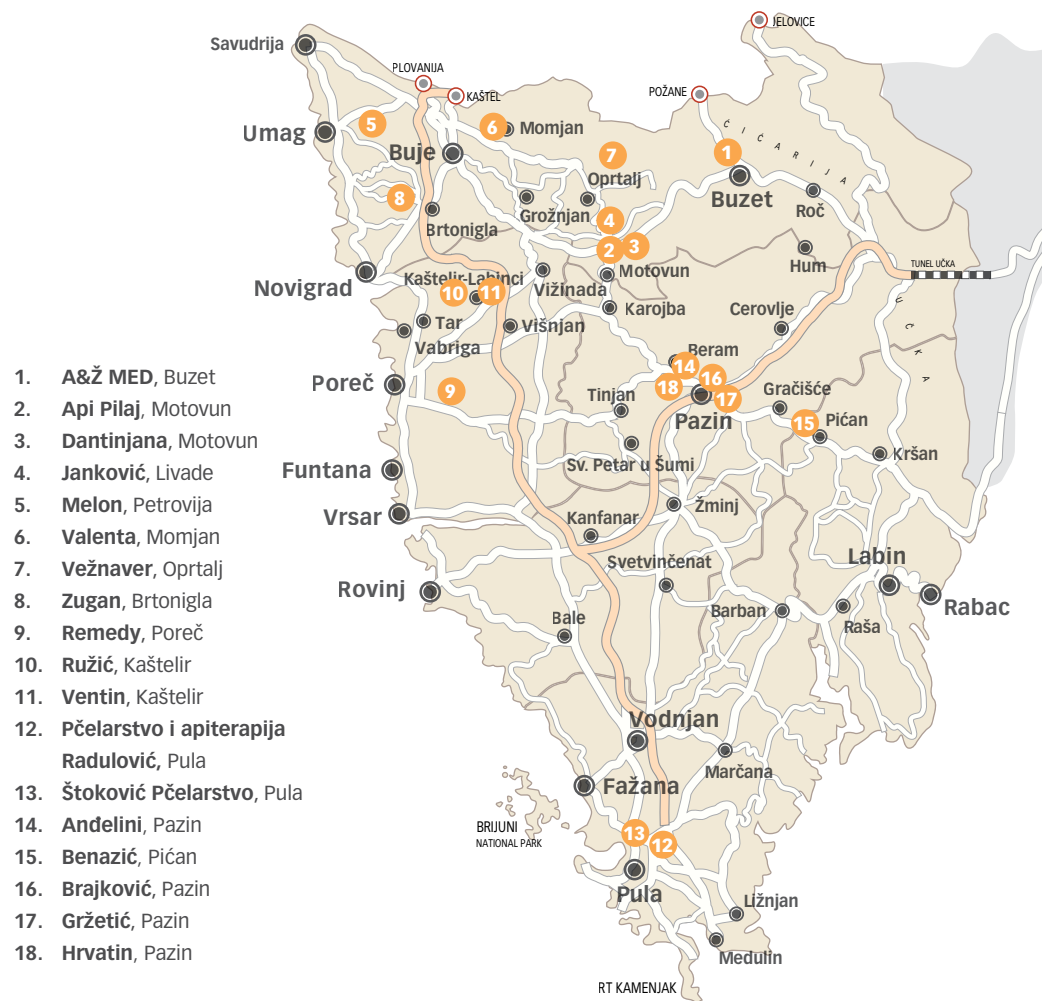 JELOVICE
Savudrija
PLOVANIJA
KAŠTEL
POŽANE
5
6
Momjan
Umag
ĆIĆARIJA
1
Buje
7
Oprtalj
Buzet
8
Roč
Grožnjan
Brtonigla
4
2
3
Hum
TUNEL UČKA
Motovun
Kaštelir-Labinci
Novigrad
10
11
Vižinada
UČKA
Karojba
Cerovlje
Tar
Višnjan
Vabriga
Beram
14
1. A&Ž MED, Buzet
Poreč
16
18
9
Gračišće
Tinjan
17
2. Api Pilaj, Motovun
Pazin
15
Pićan
3. Dantinjana, Motovun
Kršan
4. Janković, Livade
Funtana
Sv. Petar u Šumi
5. Melon, Petrovija
Žminj
Vrsar
Kanfanar
6. Valenta, Momjan
7. Vežnaver, Oprtalj
Svetvinčenat
Labin
8. Zugan, Brtonigla
Rovinj
Rabac
Barban
Bale
Raša
9. Remedy, Poreč
10. Ružić, Kaštelir
11. Ventin, Kaštelir
12. Pčelarstvo i apiterapija
Radulović, Pula
Vodnjan
Marčana
13. Štoković Pčelarstvo, Pula
Fažana
14. Anđelini, Pazin
BRIJUNI
NATIONAL PARK
13
12
15. Benazić, Pićan
16. Brajković, Pazin
Pula
Ližnjan
17. Gržetić, Pazin
18. Hrvatin, Pazin
Medulin
RT KAMENJAK